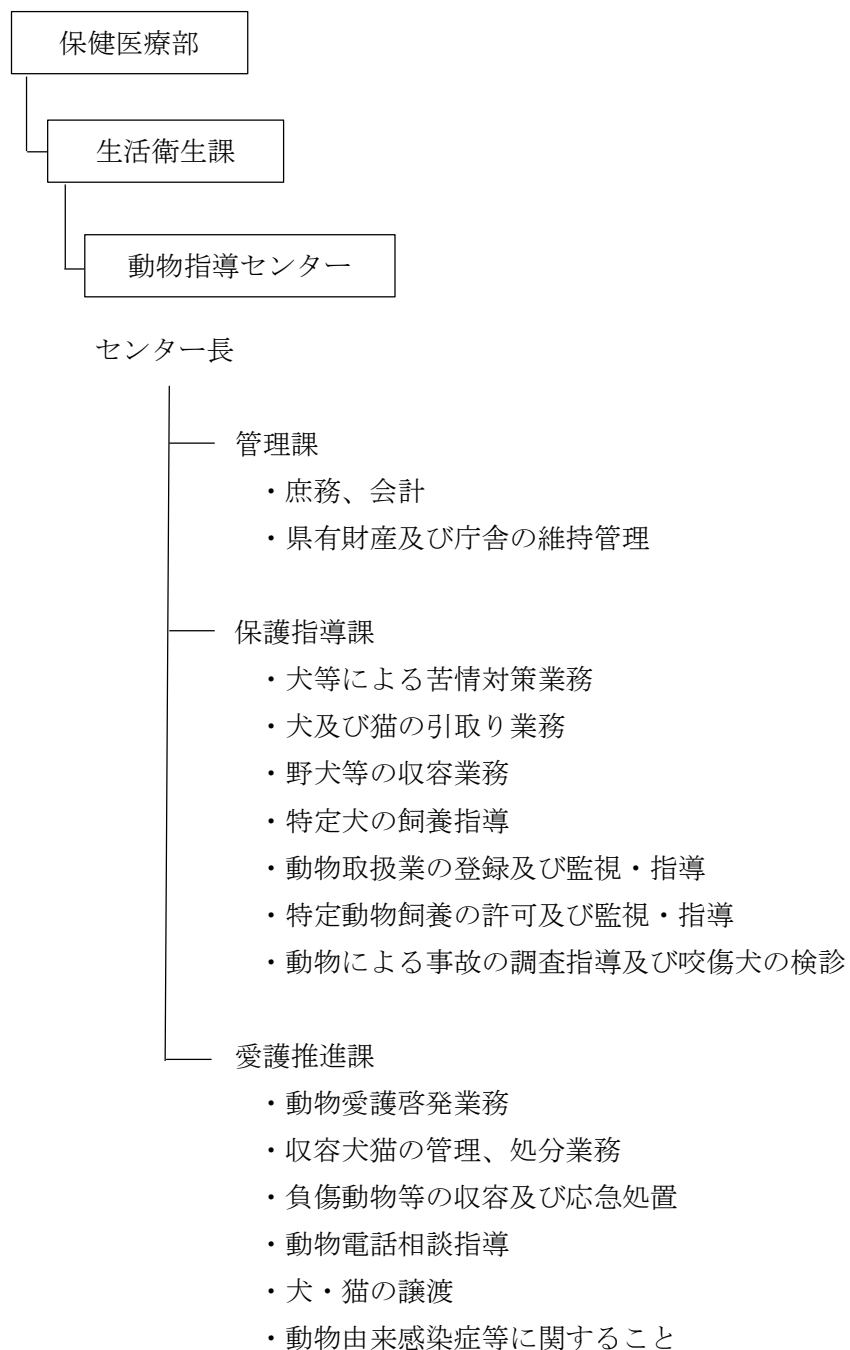 保健医療部
生活衛生課
動物指導センター
センター長
管理課
・庶務、会計
・県有財産及び庁舎の維持管理
保護指導課
・犬等による苦情対策業務
・犬及び猫の引取り業務
・野犬等の収容業務
・特定犬の飼養指導
・動物取扱業の登録及び監視・指導
・特定動物飼養の許可及び監視・指導
・動物による事故の調査指導及び咬傷犬の検診
愛護推進課
・動物愛護啓発業務
・収容犬猫の管理、処分業務
・負傷動物等の収容及び応急処置
・動物電話相談指導
・犬・猫の譲渡
・動物由来感染症等に関すること